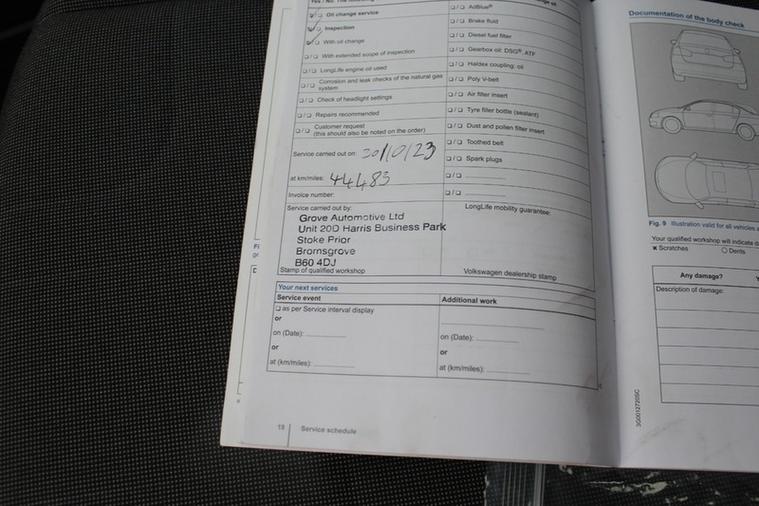 Yes / No
☐/☐ Oil change service
☐/☐ Inspection
☐/☐ With oil change
☐/☐ With extended scope of inspection
☐/☐ LongLife engine oil used
☐/☐ Corrosion and leak checks of the natural gas
system
☐/☐ Check of headlight settings
☐/☐ Repairs recommended
☐/☐ Customer request
(this should also be noted on the order)
Service carried out on: 30/10/23
at km/miles: 44483
Invoice number:
Service carried out by:
Grove Automotive Ltd
Unit 20D Harris Business Park
Stoke Prior
Bromsgrove
B60 4DJ
Stamp of qualified workshop
☐/☐ AdBlue®
☐/☐ Brake fluid
☐/☐ Diesel fuel filter
☐/☐ Gearbox oil: DSG®, ATF
☐/☐ Haldex coupling: oil
☐/☐ Poly V-belt
☐/☐ Air filter insert
☐/☐ Tyre filler bottle (sealant)
☐/☐ Dust and pollen filter insert
☐/☐ Toothed belt
☐/☐ Spark plugs
☐/☐
☐/☐
LongLife mobility guarantee:
Volkswagen dealership stamp
Your next services
Service event
☐ as per Service interval display
or
on (Date):
or
at (km/miles):
Additional work
on (Date):
or
at (km/miles):
18 Service schedule
Documentation of the body check
Fig. 9 Illustration valid for all vehicles
Your qualified workshop will indicate
✖ Scratches ○ Dents
Any damage?
Description of damage:
3G0012720SC